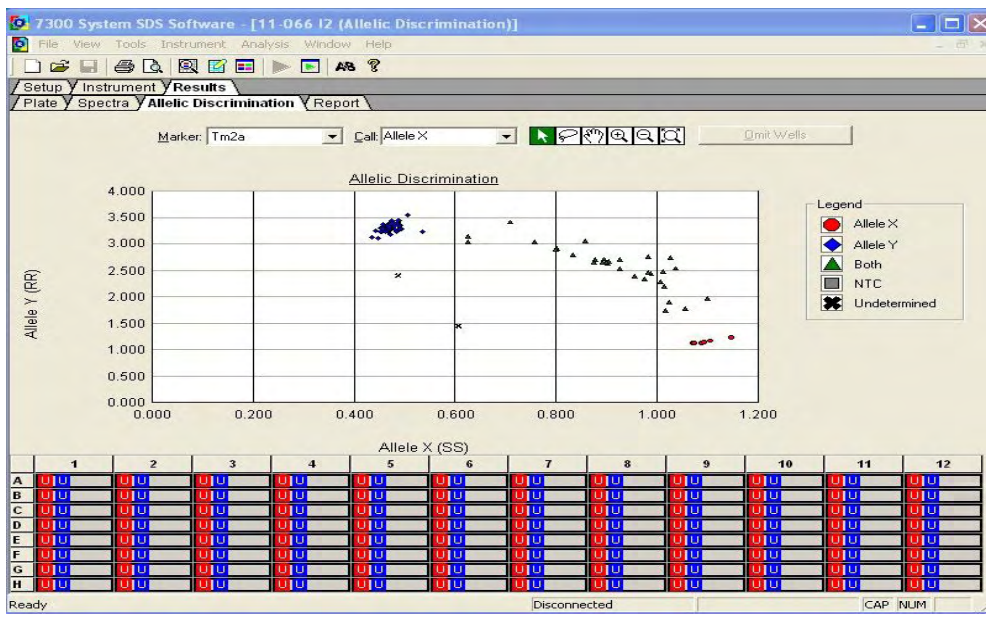 7300 System SDS Software - [11-066 I2 (Allelic Discrimination)]
File View Tools Instrument Analysis Window Help
A/B ?
Setup Instrument Results
Plate Spectra Allelic Discrimination Report
Marker: Tm2a Call: Allele X Omit Wells
Allelic Discrimination
4.000
3.500
3.000
2.500
2.000
1.500
1.000
0.500
0.000
Allele Y (RR)
0.000 0.200 0.400 0.600 0.800 1.000 1.200
Allele X (SS)
Legend
Allele X
Allele Y
Both
NTC
Undetermined
1 2 3 4 5 6 7 8 9 10 11 12
A U U U U U U U U U U U U U U U U U U U U U U U U
B U U U U U U U U U U U U U U U U U U U U U U U U
C U U U U U U U U U U U U U U U U U U U U U U U U
D U U U U U U U U U U U U U U U U U U U U U U U U
E U U U U U U U U U U U U U U U U U U U U U U U U
F U U U U U U U U U U U U U U U U U U U U U U U U
G U U U U U U U U U U U U U U U U U U U U U U U U
H U U U U U U U U U U U U U U U U U U U U U U U U
Ready Disconnected CAP NUM